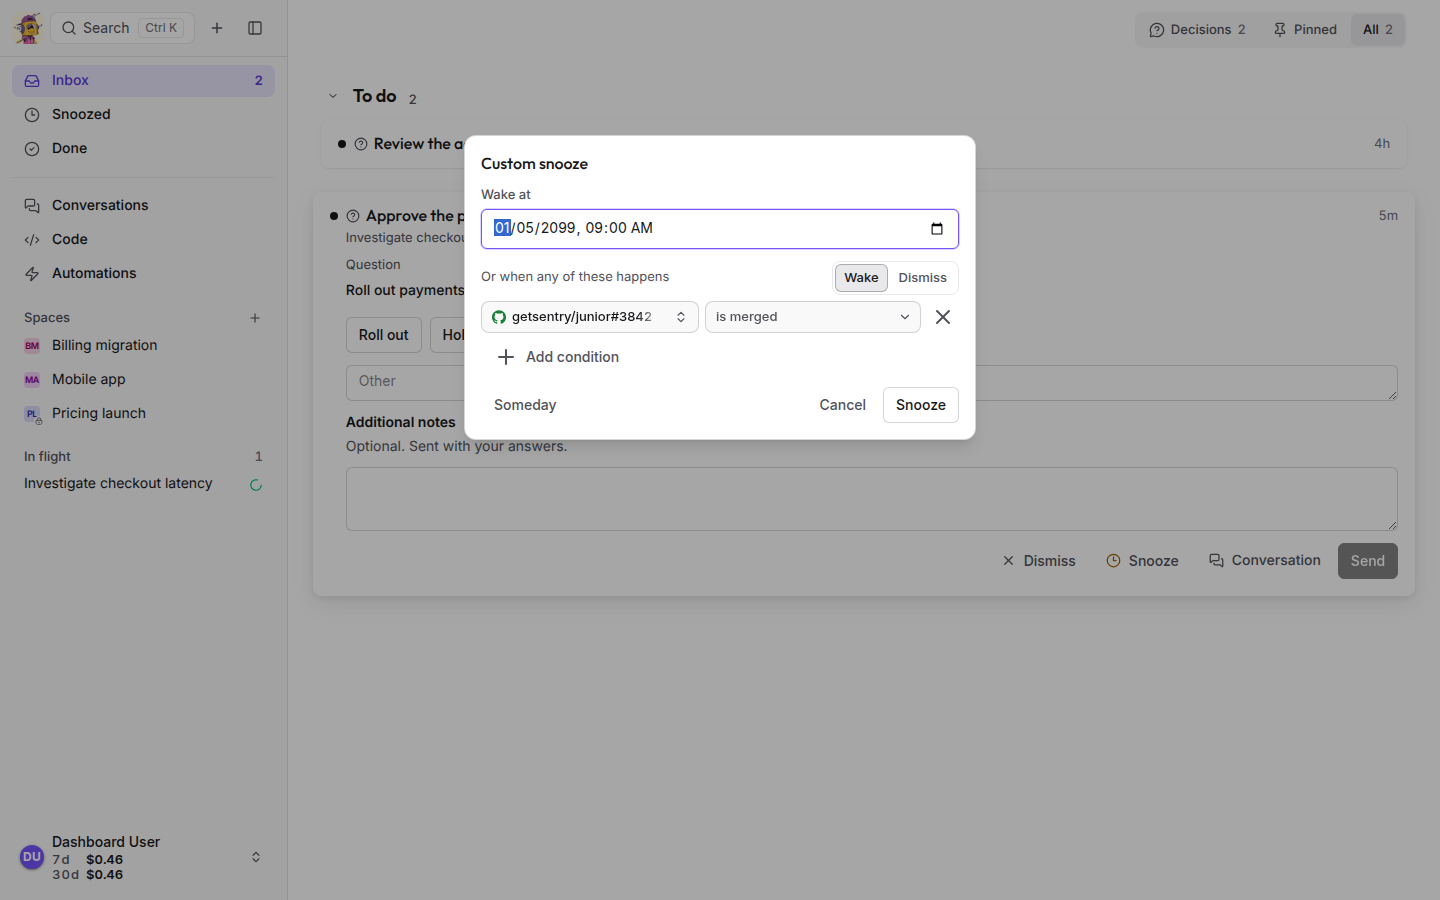 Search Ctrl K
Decisions 2
Pinned
All 2
Inbox 2
Snoozed
Done
Conversations
Code
Automations
Spaces
BM Billing migration
MA Mobile app
PL Pricing launch
In flight 1
Investigate checkout latency
Dashboard User
DU
7d $0.46
30d $0.46
To do 2
Review the a
4h
Approve the p
5m
Investigate checkou
Question
Roll out payments
Roll out
Hol
Other
Additional notes
Optional. Sent with your answers.
Dismiss
Snooze
Conversation
Send
Custom snooze
Wake at
01/05/2099, 09:00 AM
Or when any of these happens
Wake
Dismiss
getsentry/junior#3842
is merged
Add condition
Someday
Cancel
Snooze